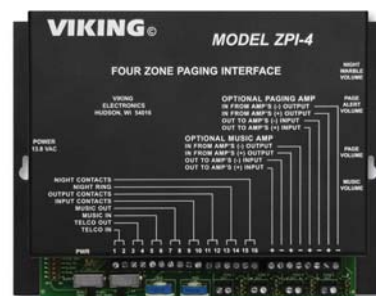 VIKING©
MODEL ZPI-4
FOUR ZONE PAGING INTERFACE
VIKING
ELECTRONICS
HUDSON, WI 54016
POWER
13.8 VAC
NIGHT
WARBLE
VOLUME
PAGE
ALERT
VOLUME
PAGE
VOLUME
MUSIC
VOLUME
OPTIONAL PAGING AMP
IN FROM AMP'S (-) OUTPUT
IN FROM AMP'S (+) OUTPUT
OUT TO AMP'S (-) INPUT
OUT TO AMP'S (+) INPUT
OPTIONAL MUSIC AMP
IN FROM AMP'S (-) OUTPUT
IN FROM AMP'S (+) OUTPUT
OUT TO AMP'S (-) INPUT
OUT TO AMP'S (+) INPUT
NIGHT CONTACTS
NIGHT RING
OUTPUT CONTACTS
INPUT CONTACTS
MUSIC OUT
MUSIC IN
TELCO OUT
TELCO IN
PWR 1 2 3 4 5 6 7 8 9 10 11 12 13 14 15 16